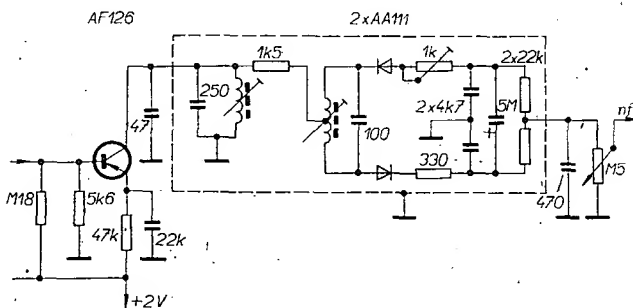 AF126
2xAA111
1k5
1k
2x22k
250
47
2x4k7
5M
+
100
nf
M18
5k6
330
470
M5
47k
22k
+2V